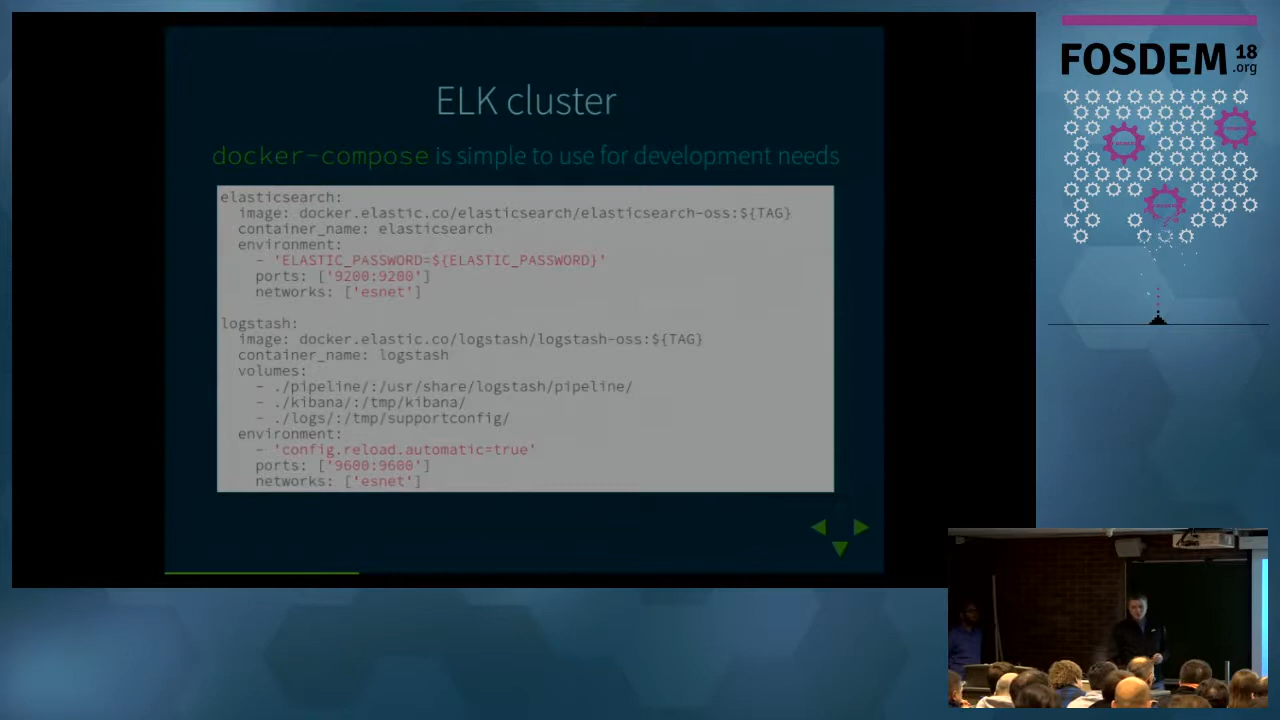 ELK cluster
docker-compose is simple to use for development needs
elasticsearch:
image: docker.elastic.co/elasticsearch/elasticsearch-oss:${TAG}
container_name: elasticsearch
environment:
- 'ELASTIC_PASSWORD=${ELASTIC_PASSWORD}'
ports: ['9200:9200']
networks: ['esnet']
logstash:
image: docker.elastic.co/logstash/logstash-oss:${TAG}
container_name: logstash
volumes:
- ./pipeline/:/usr/share/logstash/pipeline/
- ./kibana/:/tmp/kibana/
- ./logs/:/tmp/supportconfig/
environment:
- 'config.reload.automatic=true'
ports: ['9600:9600']
networks: ['esnet']
FOSDEM 18
.org